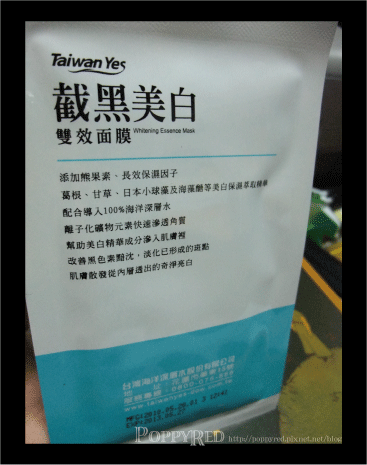 Taiwan Yes
截黑美白
雙效面膜 Whitening Essence Mask
添加熊果素、長效保濕因子
葛根、甘草、日本小球藻及海藻醣等美白保濕萃取精華
配合導入100%海洋深層水
離子化礦物元素快速滲透角質
幫助美白精華成分滲入肌膚裡
改善黑色素黯沈，淡化已形成的斑點
肌膚散發從內層透出的奇淨亮白
台灣海洋深層水股份有限公司
POPPYRED http://poppyred.pixnet.net/blog